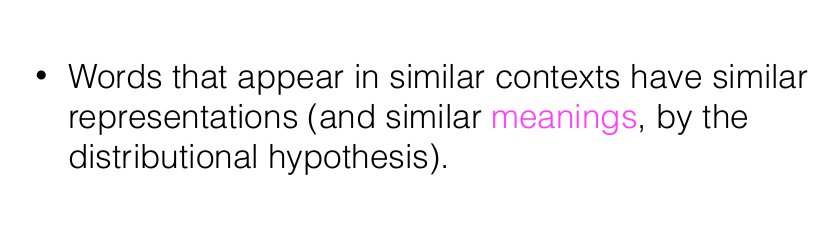 • Words that appear in similar contexts have similar
representations (and similar meanings, by the
distributional hypothesis).